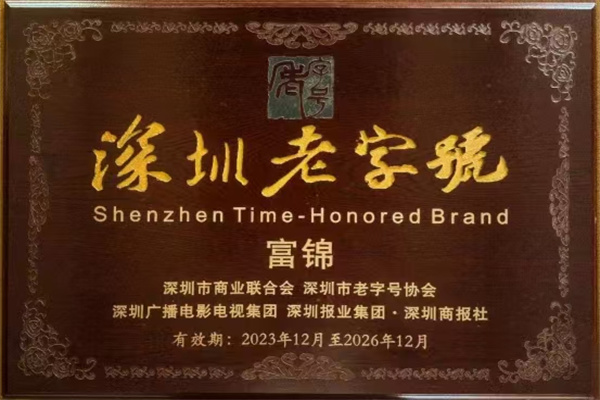 老字号
深圳老字號
Shenzhen Time-Honored Brand
富锦
深圳市商业联合会 深圳市老字号协会
深圳广播电影电视集团 深圳报业集团·深圳商报社
有效期：2023年12月至2026年12月